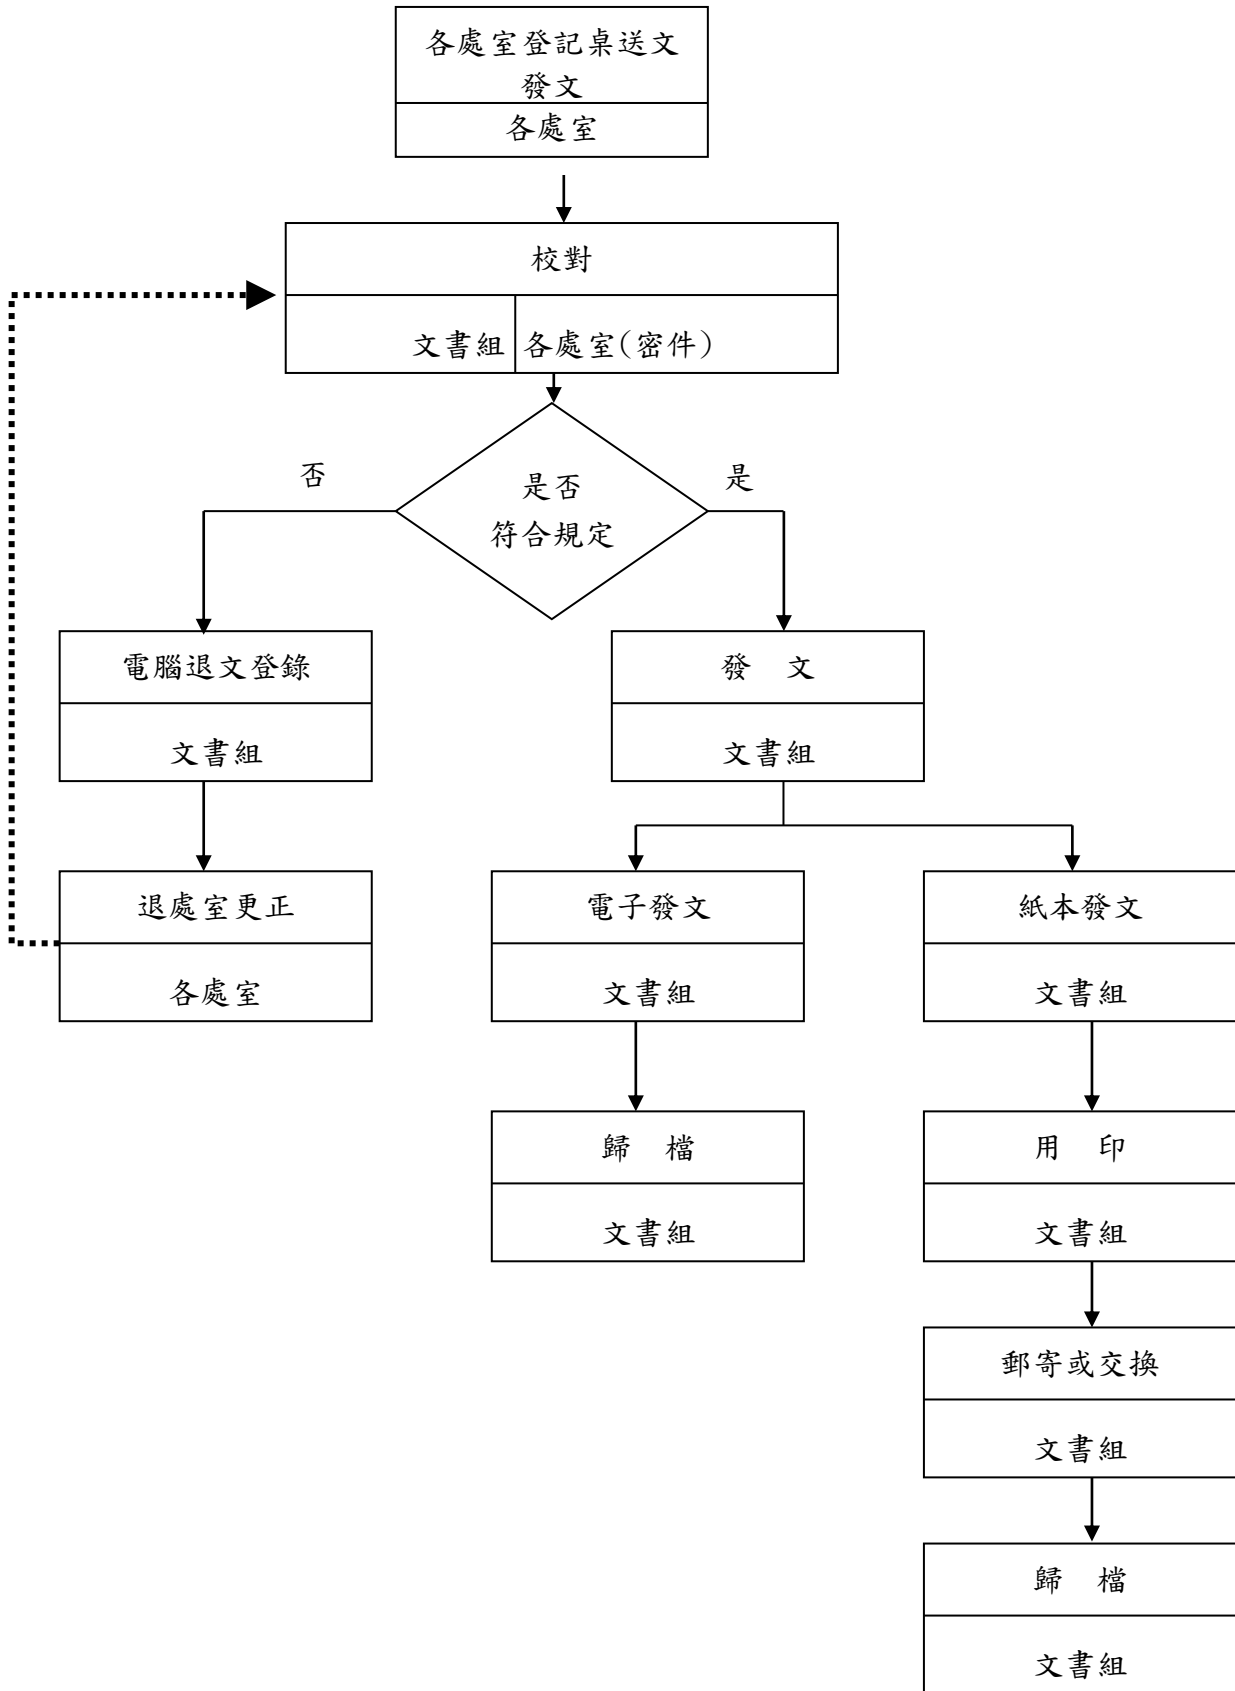 各處室登記桌送文
發文
各處室
校對
文書組
各處室(密件)
否
是
是否
符合規定
電腦退文登錄
文書組
發　文
文書組
退處室更正
各處室
電子發文
文書組
紙本發文
文書組
歸　檔
文書組
用　印
文書組
郵寄或交換
文書組
歸　檔
文書組